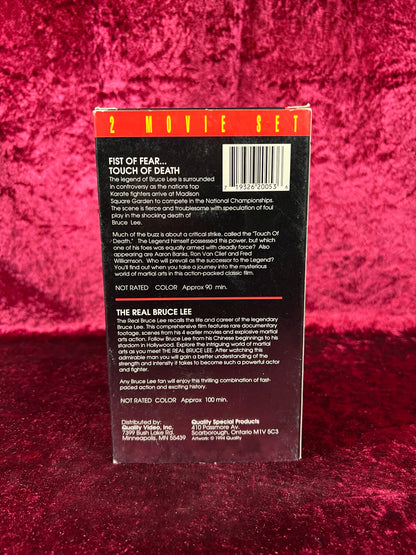 2 MOVIE SET
FIST OF FEAR...
TOUCH OF DEATH
The legend of Bruce Lee is surrounded
in controversy as the nations top
Karate fighters arrive at Madison
Square Garden to compete in the National Championships.
The scene is fierce and troublesome with speculation of foul
play in the shocking death of
Bruce Lee.
7 19326 20053 6
Much of the buzz is about a critical strike, called the "Touch Of
Death." The Legend himself possessed this power, but which
one of his foes was equally armed with deadly force? Also
appearing are Aaron Banks, Ron Van Clief and Fred
Williamson. Who will prevail as the successor to the Legend?
You'll find out when you take a journey into the mysterious
world of martial arts in this action-packed classic film.
NOT RATED COLOR Approx 90 min.
THE REAL BRUCE LEE
The Real Bruce Lee recalls the life and career of the legendary
Bruce Lee. This comprehensive film features rare documentary
footage, scenes from his 4 earlier movies and explosive martial
arts action. Follow Bruce Lee from his Chinese beginnings to his
stardom in Hollywood. Explore the intriguing world of martial
arts as you meet THE REAL BRUCE LEE. After watching this
admirable man you will gain a better understanding of the
strength and intensity it takes to become such a powerful actor
and fighter.
Any Bruce Lee fan will enjoy this thrilling combination of fast-
paced action and exciting history.
NOT RATED COLOR Approx. 100 min.
Distributed by:
Quality Video, Inc.
7399 Bush Lake Rd.
Minneapolis, MN 55439
Quality Special Products
410 Passmore Av.
Scarborough, Ontario M1V 5C3
Artwork © 1994 Quality